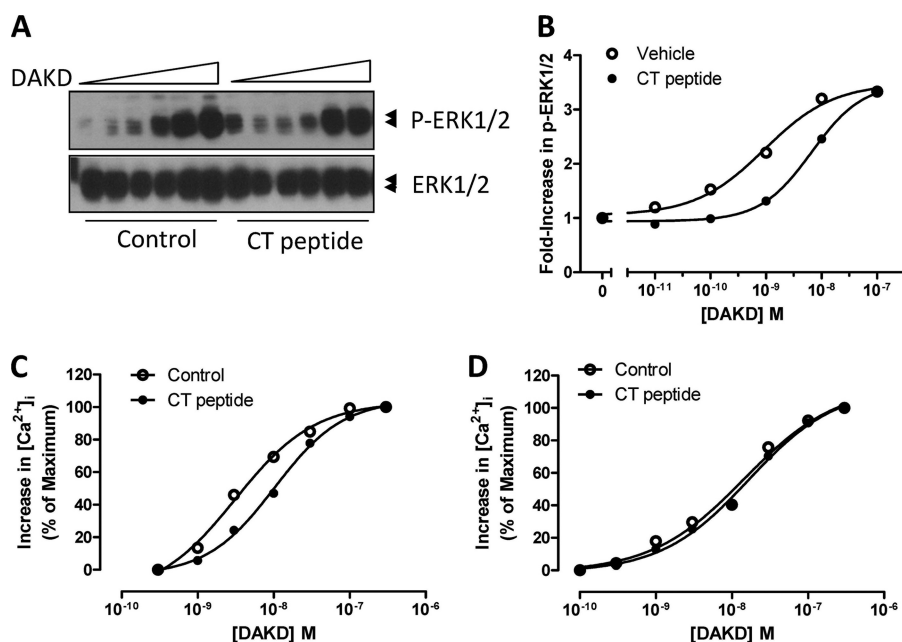 A
DAKD
P-ERK1/2
ERK1/2
Control
CT peptide
B
Vehicle
CT peptide
Fold-Increase in p-ERK1/2
4
3
2
1
0
0
10⁻¹¹
10⁻¹⁰
10⁻⁹
10⁻⁸
10⁻⁷
[DAKD] M
C
Control
CT peptide
Increase in [Ca²⁺]ᵢ
(% of Maximum)
120
100
80
60
40
20
0
10⁻¹⁰
10⁻⁹
10⁻⁸
10⁻⁷
10⁻⁶
[DAKD] M
D
Control
CT peptide
Increase in [Ca²⁺]ᵢ
(% of Maximum)
120
100
80
60
40
20
0
10⁻¹⁰
10⁻⁹
10⁻⁸
10⁻⁷
10⁻⁶
[DAKD] M